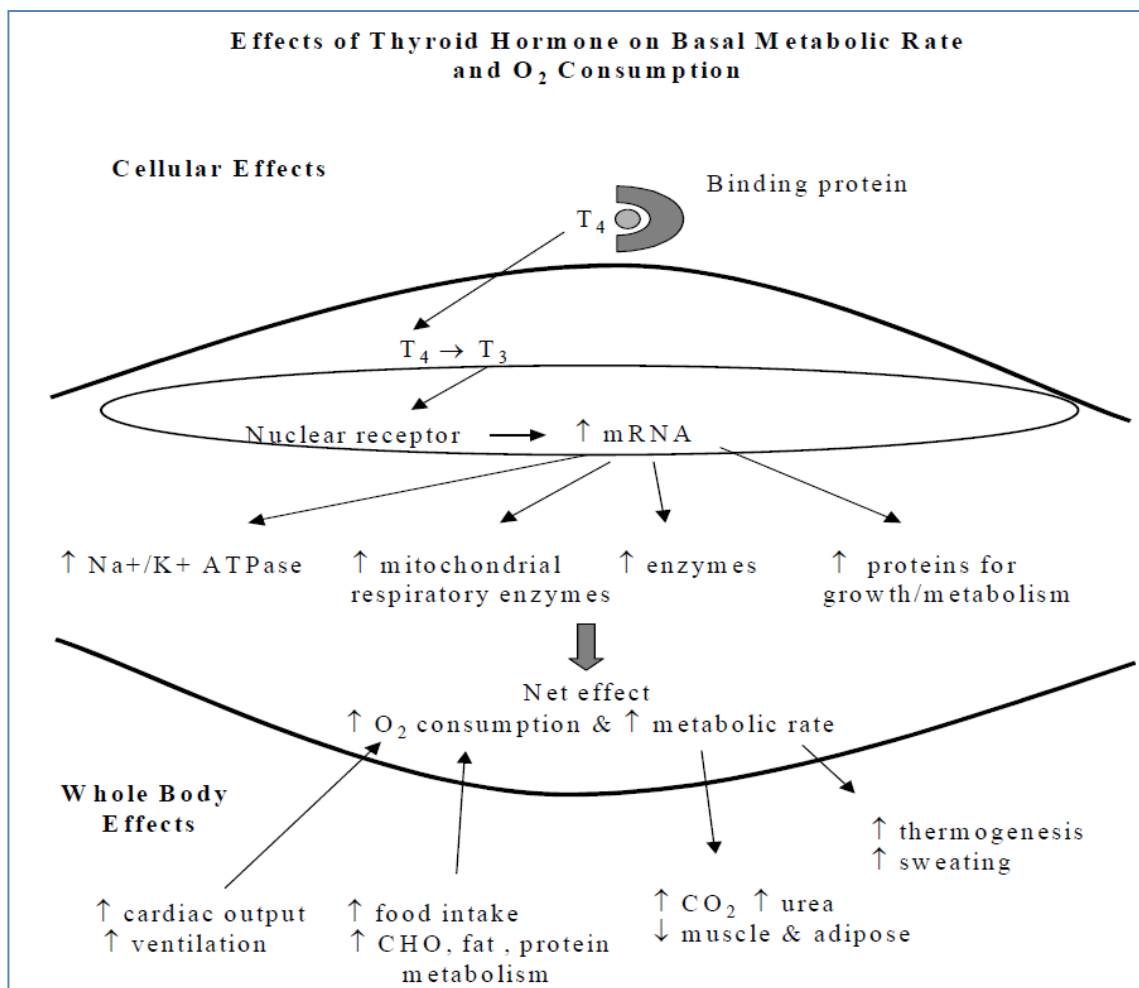 Effects of Thyroid Hormone on Basal Metabolic Rate
and O₂ Consumption
Cellular Effects
Binding protein
T₄
T₄ → T₃
Nuclear receptor → ↑ mRNA
↑ Na+/K+ ATPase
↑ mitochondrial
respiratory enzymes
↑ enzymes
↑ proteins for
growth/metabolism
Net effect
↑ O₂ consumption & ↑ metabolic rate
Whole Body
Effects
↑ cardiac output
↑ ventilation
↑ food intake
↑ CHO, fat , protein
metabolism
↑ CO₂ ↑ urea
↓ muscle & adipose
↑ thermogenesis
↑ sweating